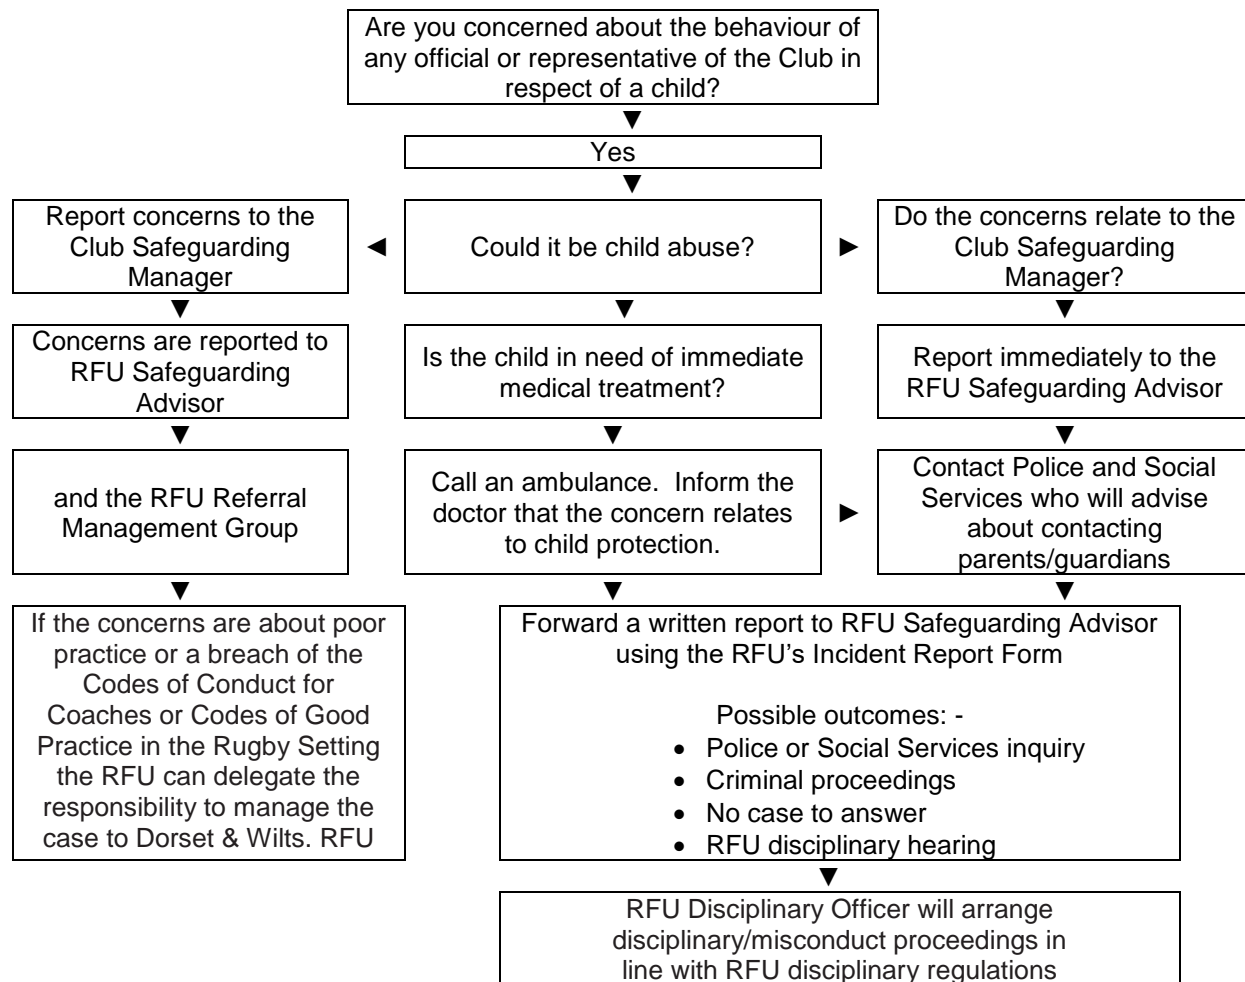 Are you concerned about the behaviour of
any official or representative of the Club in
respect of a child?
▼
Yes
▼
Report concerns to the
Club Safeguarding
Manager
◄
Could it be child abuse?
►
Do the concerns relate to the
Club Safeguarding
Manager?
▼
▼
▼
Concerns are reported to
RFU Safeguarding
Advisor
Is the child in need of immediate
medical treatment?
Report immediately to the
RFU Safeguarding Advisor
▼
▼
▼
and the RFU Referral
Management Group
Call an ambulance.  Inform the
doctor that the concern relates
to child protection.
►
Contact Police and Social
Services who will advise
about contacting
parents/guardians
▼
▼
▼
If the concerns are about poor
practice or a breach of the
Codes of Conduct for
Coaches or Codes of Good
Practice in the Rugby Setting
the RFU can delegate the
responsibility to manage the
case to Dorset & Wilts. RFU
Forward a written report to RFU Safeguarding Advisor
using the RFU’s Incident Report Form
Possible outcomes: -
• Police or Social Services inquiry
• Criminal proceedings
• No case to answer
• RFU disciplinary hearing
▼
RFU Disciplinary Officer will arrange
disciplinary/misconduct proceedings in
line with RFU disciplinary regulations